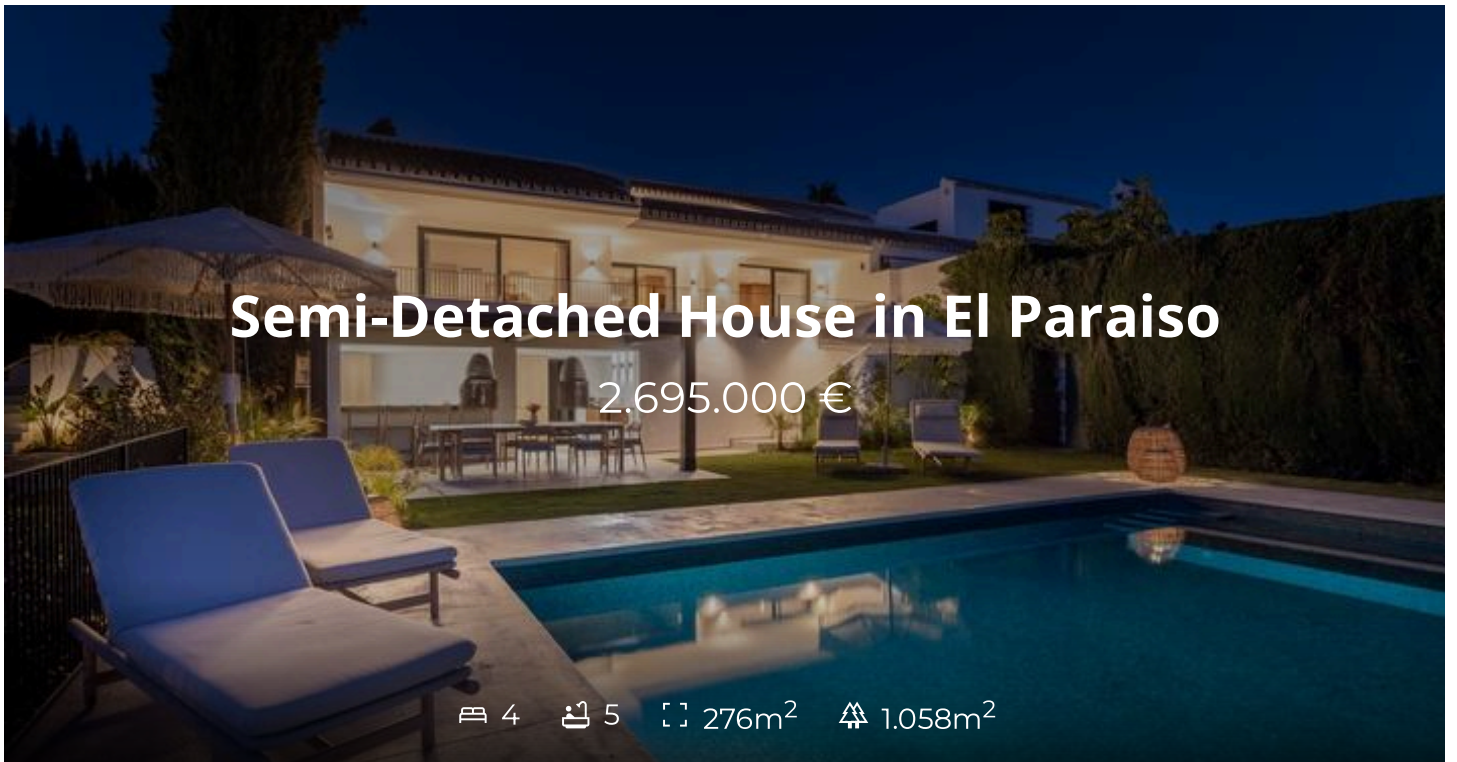 Semi-Detached House in El Paraiso
2.695.000 €
4 5 276m² 1.058m²